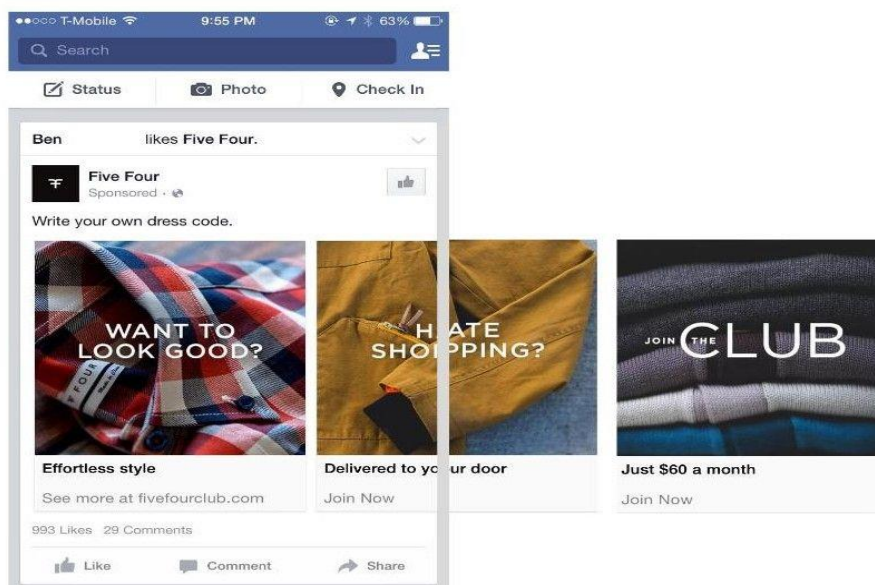 T-Mobile 9:55 PM 63%
Search
Status Photo Check In
Ben likes Five Four.
Five Four
Sponsored ·
Write your own dress code.
WANT TO
LOOK GOOD?
FOUR
Effortless style
See more at fivefourclub.com
HATE
SHOPPING?
Delivered to your door
Join Now
JOIN THE CLUB
Just $60 a month
Join Now
993 Likes 29 Comments
Like Comment Share